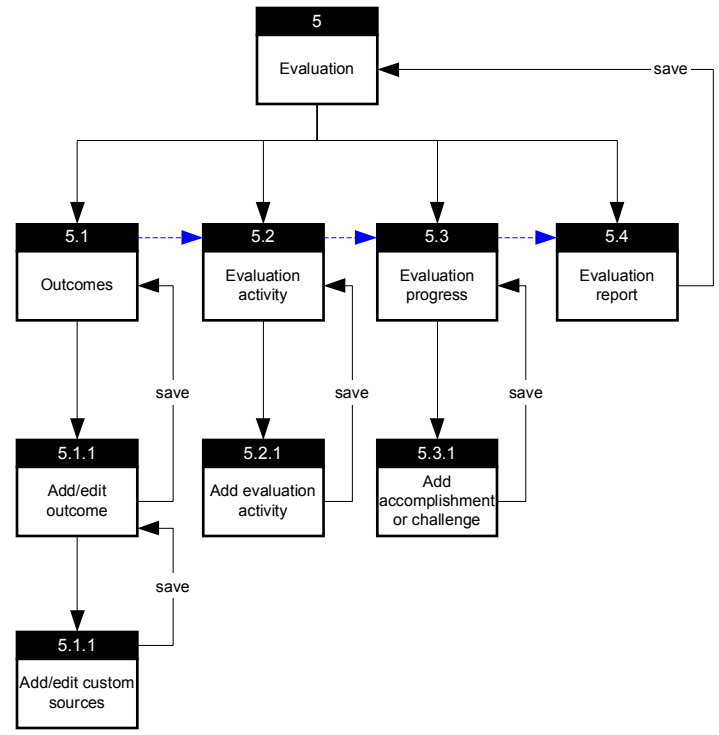 5
Evaluation
save
5.1
5.2
5.3
5.4
Outcomes
Evaluation
activity
Evaluation
progress
Evaluation
report
save
save
save
5.1.1
5.2.1
5.3.1
Add/edit
outcome
Add evaluation
activity
Add
accomplishment
or challenge
save
5.1.1
Add/edit custom
sources